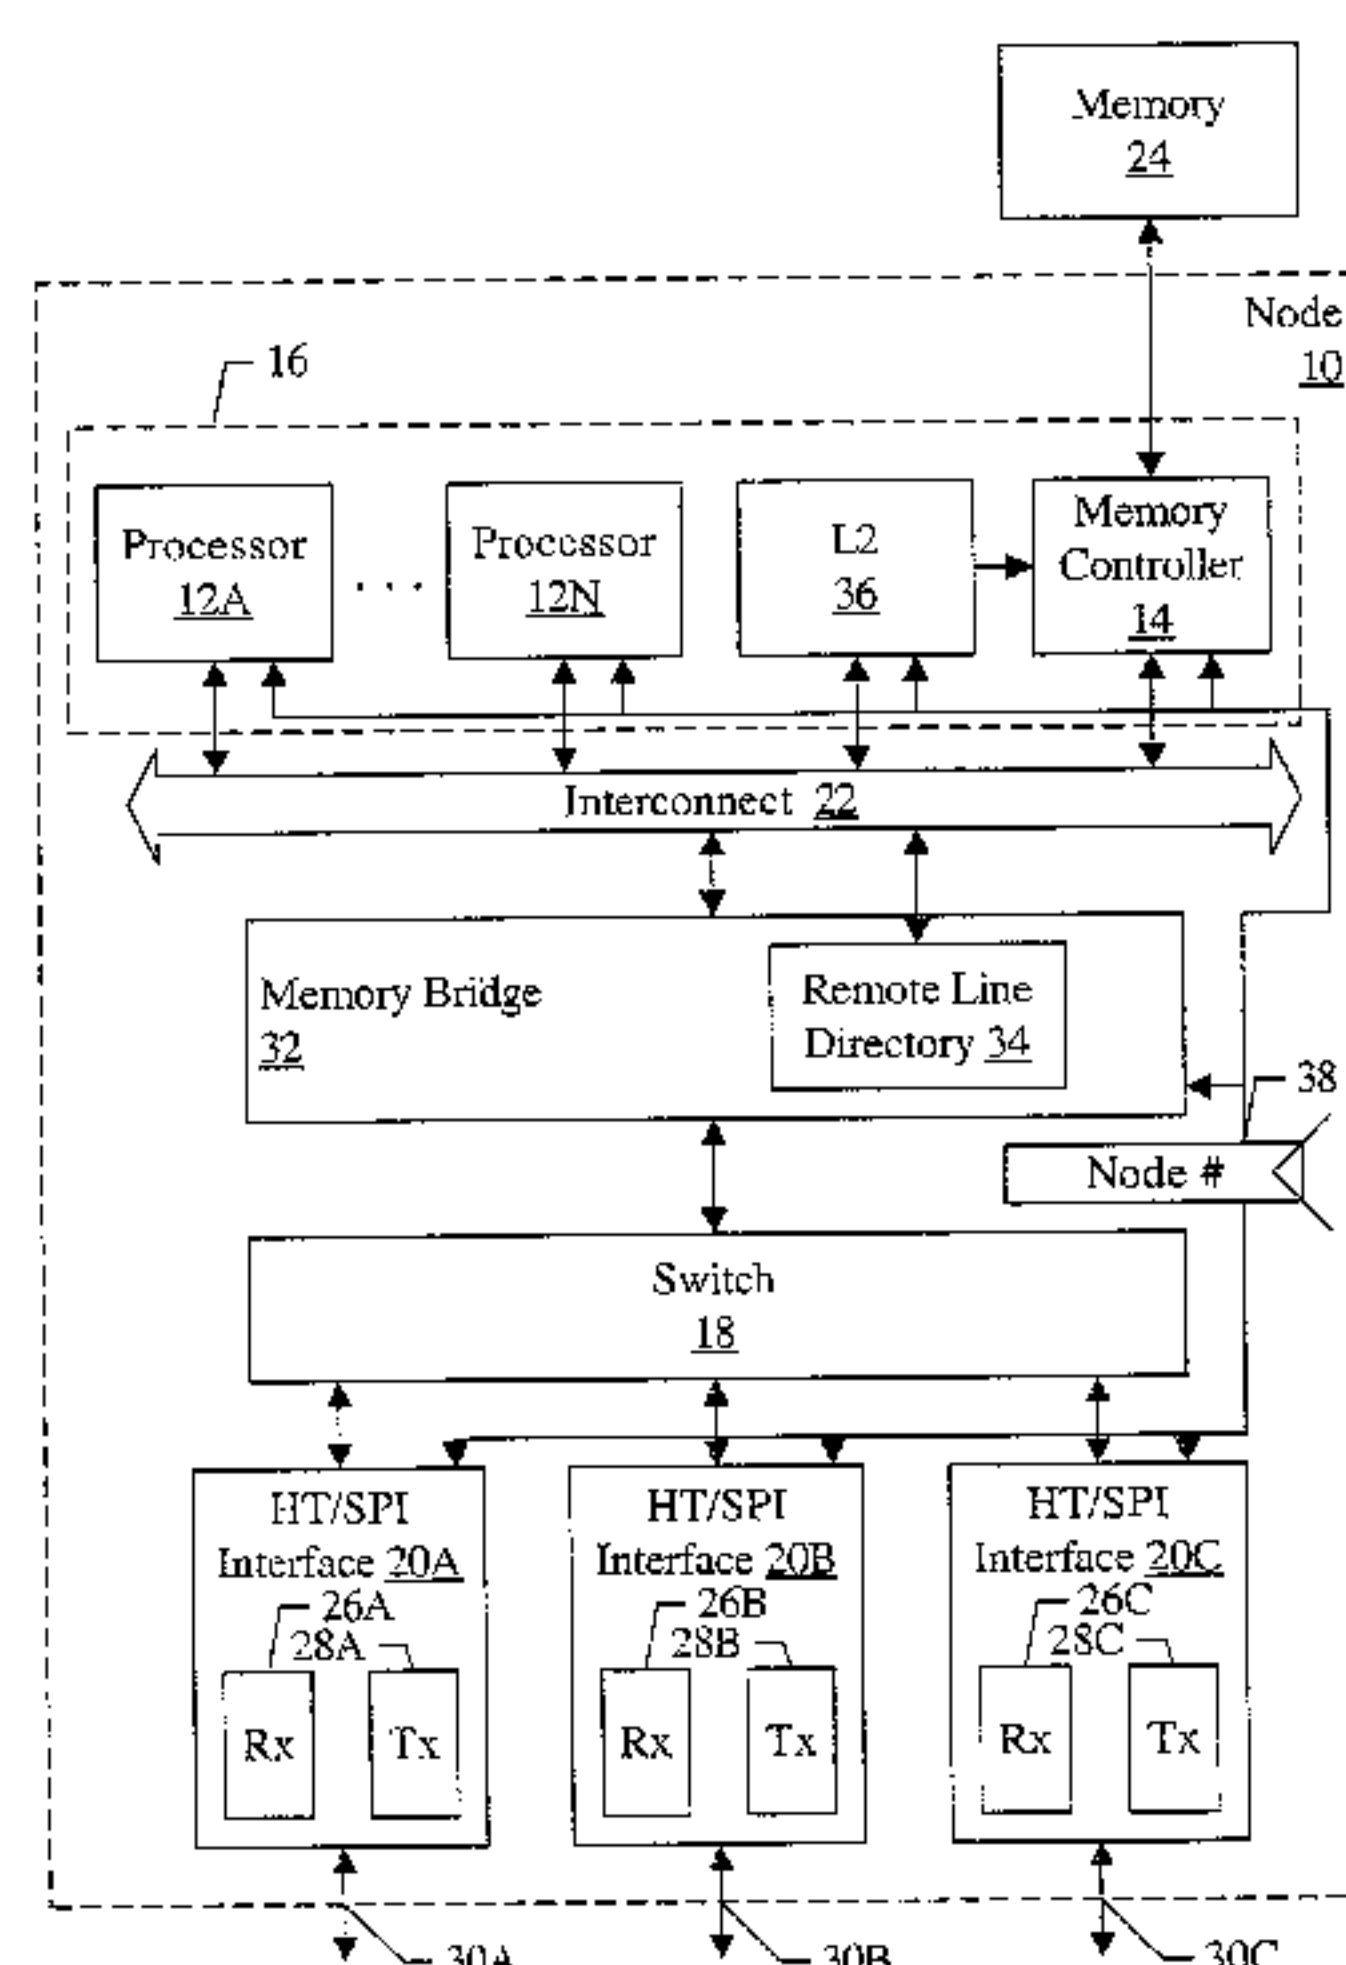 Memory
24
Node
10
16
Processor
12A
. . .
Processor
12N
L2
36
Memory
Controller
14
Interconnect 22
Memory Bridge
32
Remote Line
Directory 34
38
Node #
Switch
18
HT/SPI
Interface 20A
26A
28A
Rx
Tx
HT/SPI
Interface 20B
26B
28B
Rx
Tx
HT/SPI
Interface 20C
26C
28C
Rx
Tx
30A
30B
30C